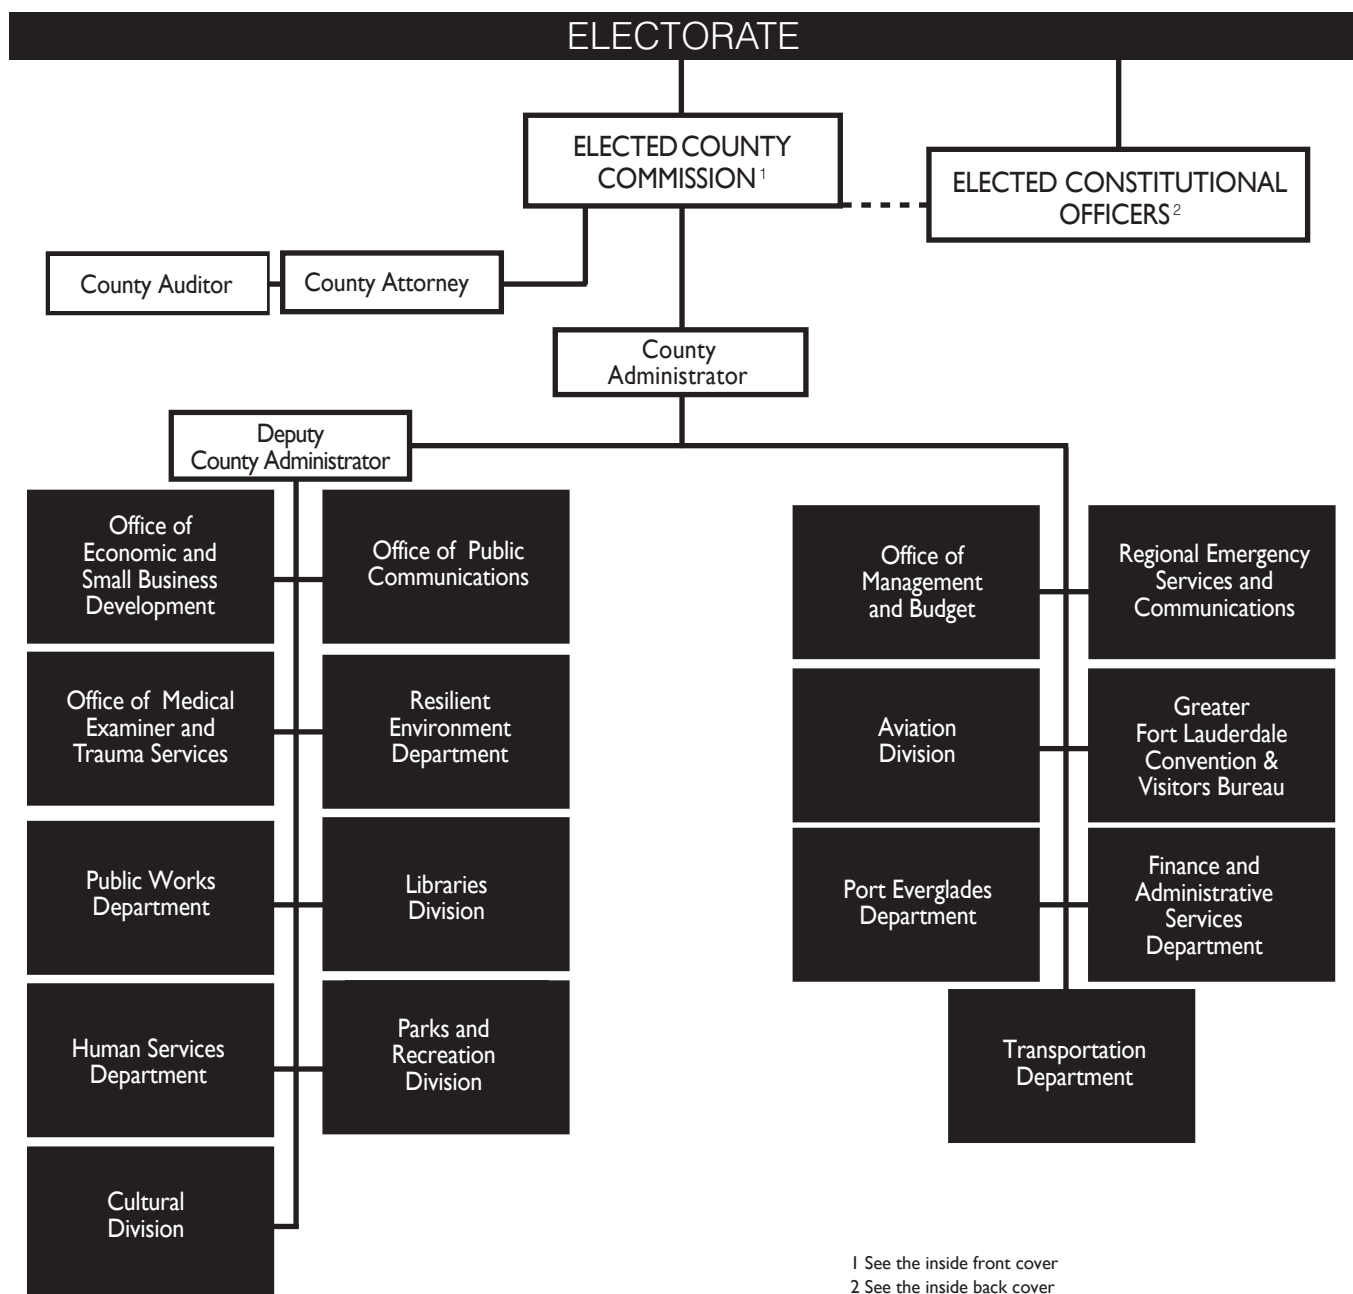 ELECTORATE
ELECTED COUNTY
COMMISSION 1
ELECTED CONSTITUTIONAL
OFFICERS 2
County Auditor
County Attorney
County
Administrator
Deputy
County Administrator
Office of
Economic and
Small Business
Development
Office of Public
Communications
Office of Medical
Examiner and
Trauma Services
Resilient
Environment
Department
Public Works
Department
Libraries
Division
Human Services
Department
Parks and
Recreation
Division
Cultural
Division
Office of
Management
and Budget
Regional Emergency
Services and
Communications
Aviation
Division
Greater
Fort Lauderdale
Convention &
Visitors Bureau
Port Everglades
Department
Finance and
Administrative
Services
Department
Transportation
Department
1 See the inside front cover
2 See the inside back cover